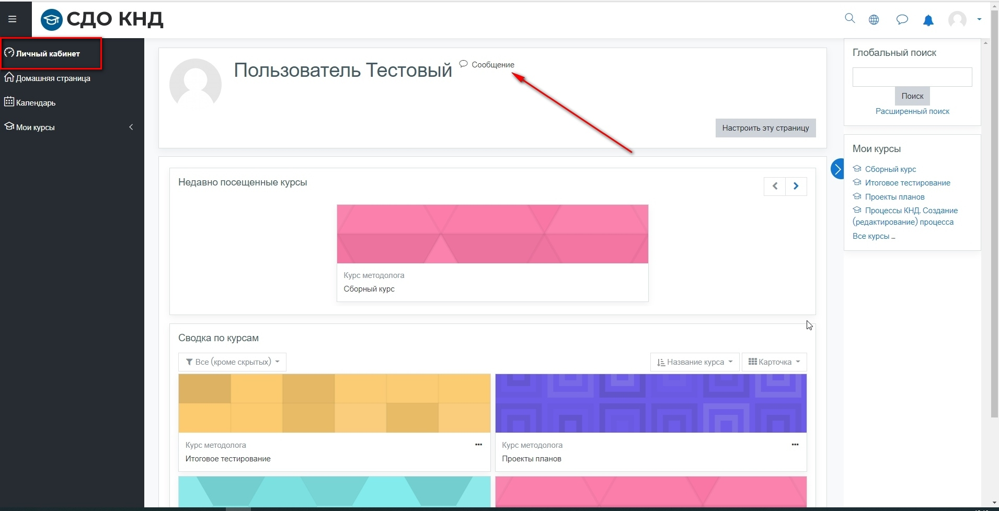 СДО КНД
Личный кабинет
Домашняя страница
Календарь
Мои курсы
Пользователь Тестовый
Сообщение
Настроить эту страницу
Недавно посещенные курсы
Курс методолога
Сборный курс
Сводка по курсам
Все (кроме скрытых)
Название курса
Карточка
Курс методолога
Итоговое тестирование
Курс методолога
Проекты планов
Глобальный поиск
Поиск
Расширенный поиск
Мои курсы
Сборный курс
Итоговое тестирование
Проекты планов
Процессы КНД. Создание
(редактирование) процесса
Все курсы ...